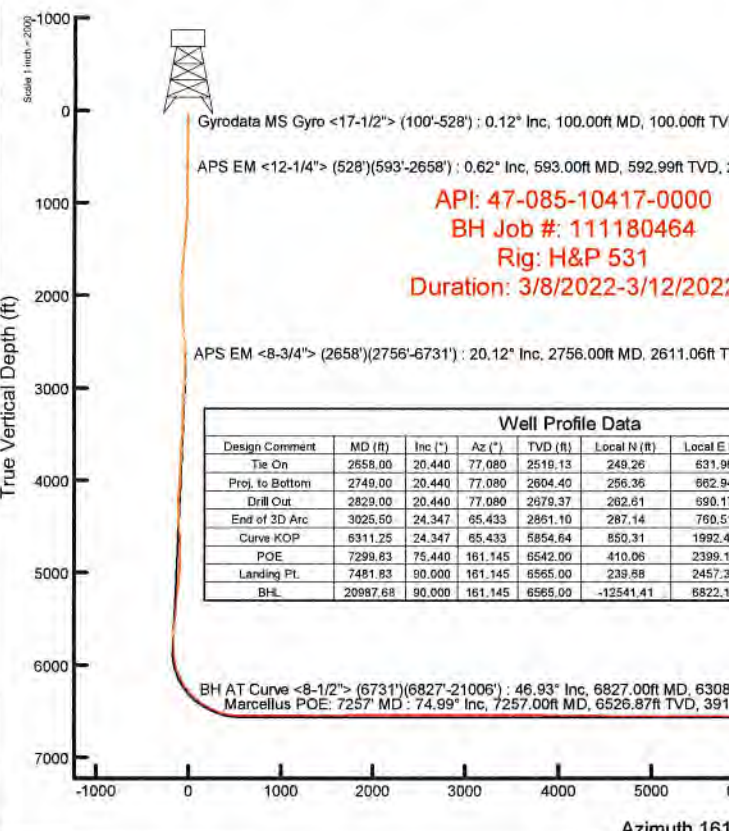 -1000
Scale 1 inch = 2000
0
Gyrodata MS Gyro <17-1/2"> (100'-528') : 0.12° Inc, 100.00ft MD, 100.00ft TV
APS EM <12-1/4"> (528')(593'-2658') : 0.62° Inc, 593.00ft MD, 592.99ft TVD, 2
API: 47-085-10417-0000
1000
BH Job #: 111180464
Rig: H&P 531
Duration: 3/8/2022-3/12/2022
2000
APS EM <8-3/4"> (2658')(2756'-6731') : 20.12° Inc, 2756.00ft MD, 2611.06ft T
3000
True Vertical Depth (ft)
Well Profile Data
Design Comment MD (ft) Inc (°) Az (°) TVD (ft) Local N (ft) Local E
Tie On 2658.00 20.440 77.080 2519.13 249.26 631.9
Proj. to Bottom 2749.00 20.440 77.080 2604.40 256.36 662.9
Drill Out 2829.00 20.440 77.080 2679.37 262.61 690.1
End of 3D Arc 3025.50 24.347 65.433 2861.10 287.14 760.5
Curve KOP 6311.25 24.347 65.433 5854.64 850.31 1992.4
POE 7299.83 75.440 161.145 6542.00 410.06 2399.1
Landing Pt. 7481.83 90.000 161.145 6565.00 239.68 2457.3
BHL 20987.68 90.000 161.145 6565.00 -12541.41 6822.1
4000
5000
6000
BH AT Curve <8-1/2"> (6731')(6827'-21006') : 46.93° Inc, 6827.00ft MD, 6308
Marcellus POE: 7257' MD : 74.99° Inc, 7257.00ft MD, 6526.87ft TVD, 391
7000
-1000 0 1000 2000 3000 4000 5000
Azimuth 161